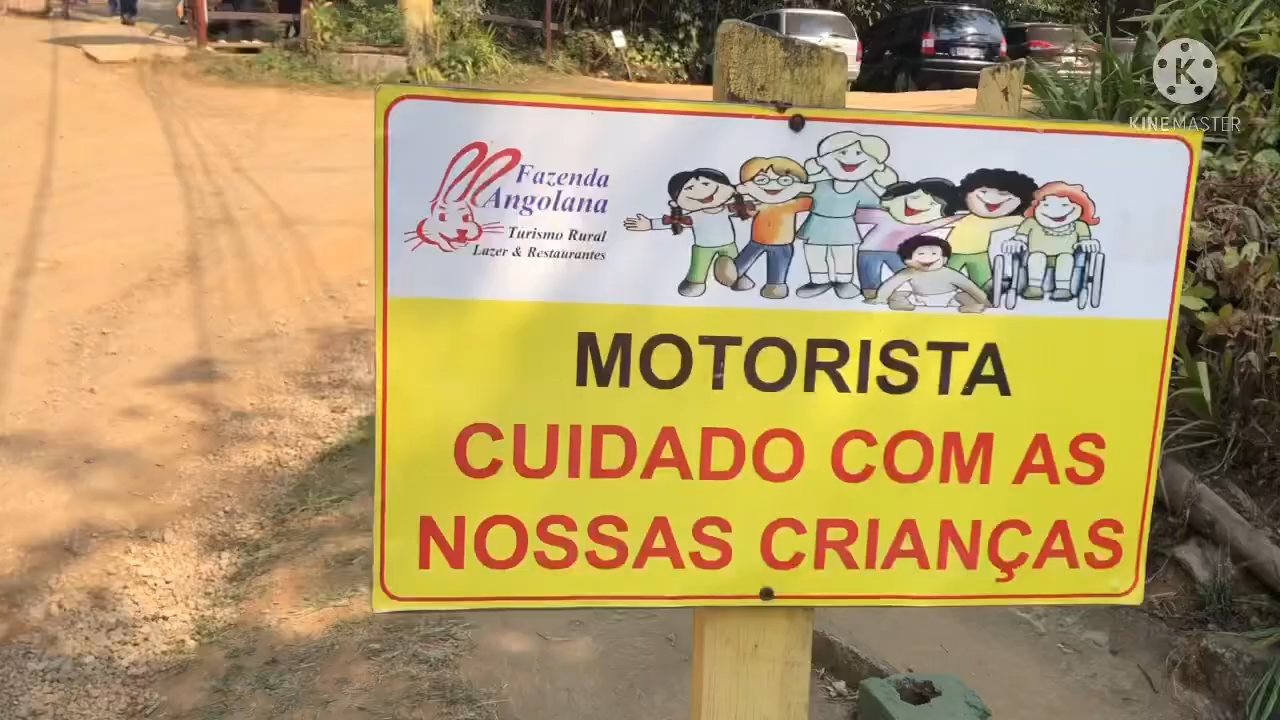 KINEMASTER
Fazenda
Angolana
Turismo Rural
Lazer & Restaurantes
MOTORISTA
CUIDADO COM AS
NOSSAS CRIANÇAS